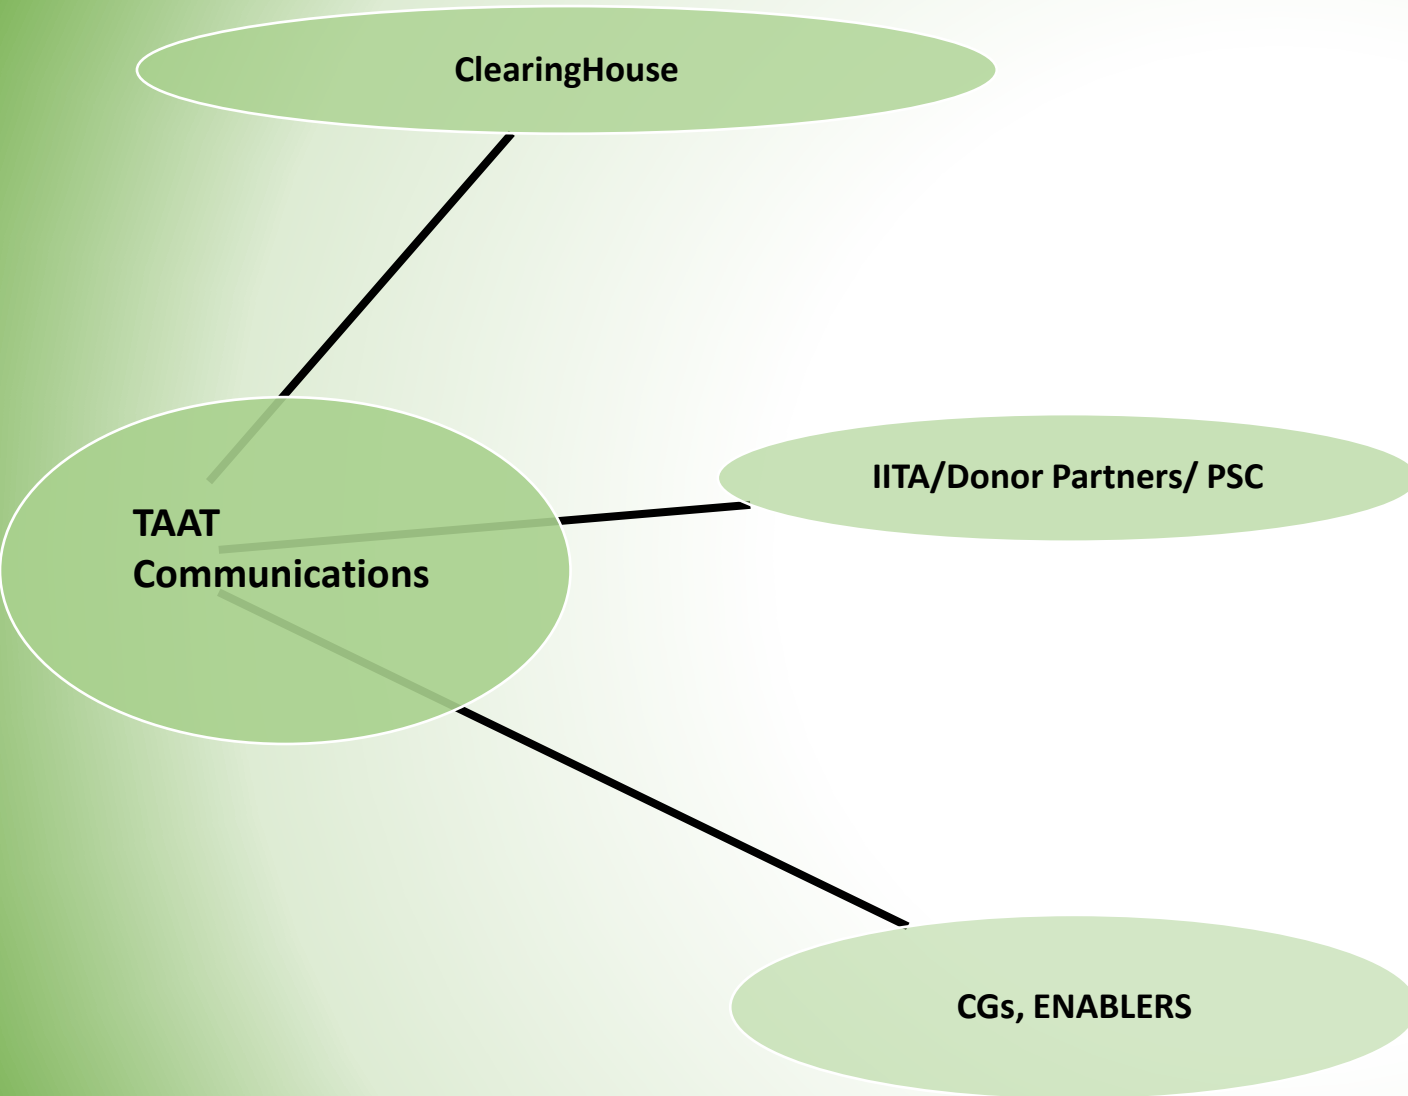 ClearingHouse
IITA/Donor Partners/ PSC
TAAT
Communications
CGs, ENABLERS